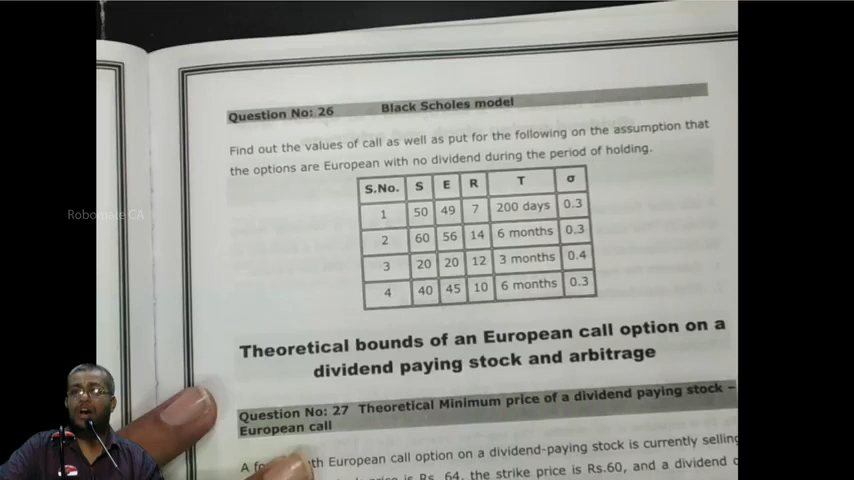 Question No: 26 Black Scholes model
Find out the values of call as well as put for the following on the assumption that
the options are European with no dividend during the period of holding.
S.No. S E R T σ
1 50 49 7 200 days 0.3
2 60 56 14 6 months 0.3
3 20 20 12 3 months 0.4
4 40 45 10 6 months 0.3
Theoretical bounds of an European call option on a
dividend paying stock and arbitrage
Question No: 27 Theoretical Minimum price of a dividend paying stock –
European call
A th European call option on a dividend-paying stock is currently selling
is Rs. 64, the strike price is Rs.60, and a dividend
CA